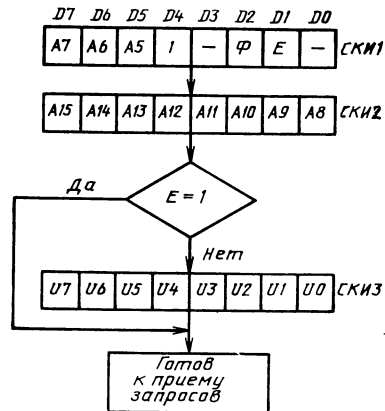 D7 D6 D5 D4 D3 D2 D1 D0
A7 A6 A5 1 — Ф Е — СКИ1
A15 A14 A13 A12 A11 A10 A9 A8 СКИ2
Да
Е = 1
Нет
U7 U6 U5 U4 U3 U2 U1 U0 СКИ3
Готов
к приему
запросов